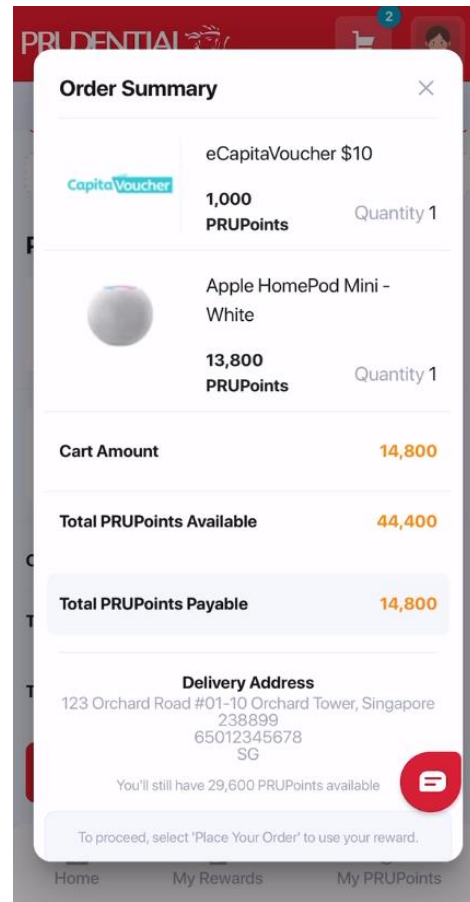 PRUDENTIAL
2
Order Summary
Capita Voucher
eCapitaVoucher $10
1,000
PRUPoints
Quantity 1
Apple HomePod Mini -
White
13,800
PRUPoints
Quantity 1
Cart Amount
14,800
Total PRUPoints Available
44,400
Total PRUPoints Payable
14,800
Delivery Address
123 Orchard Road #01-10 Orchard Tower, Singapore
238899
65012345678
SG
You'll still have 29,600 PRUPoints available
To proceed, select 'Place Your Order' to use your reward.
Home
My Rewards
My PRUPoints